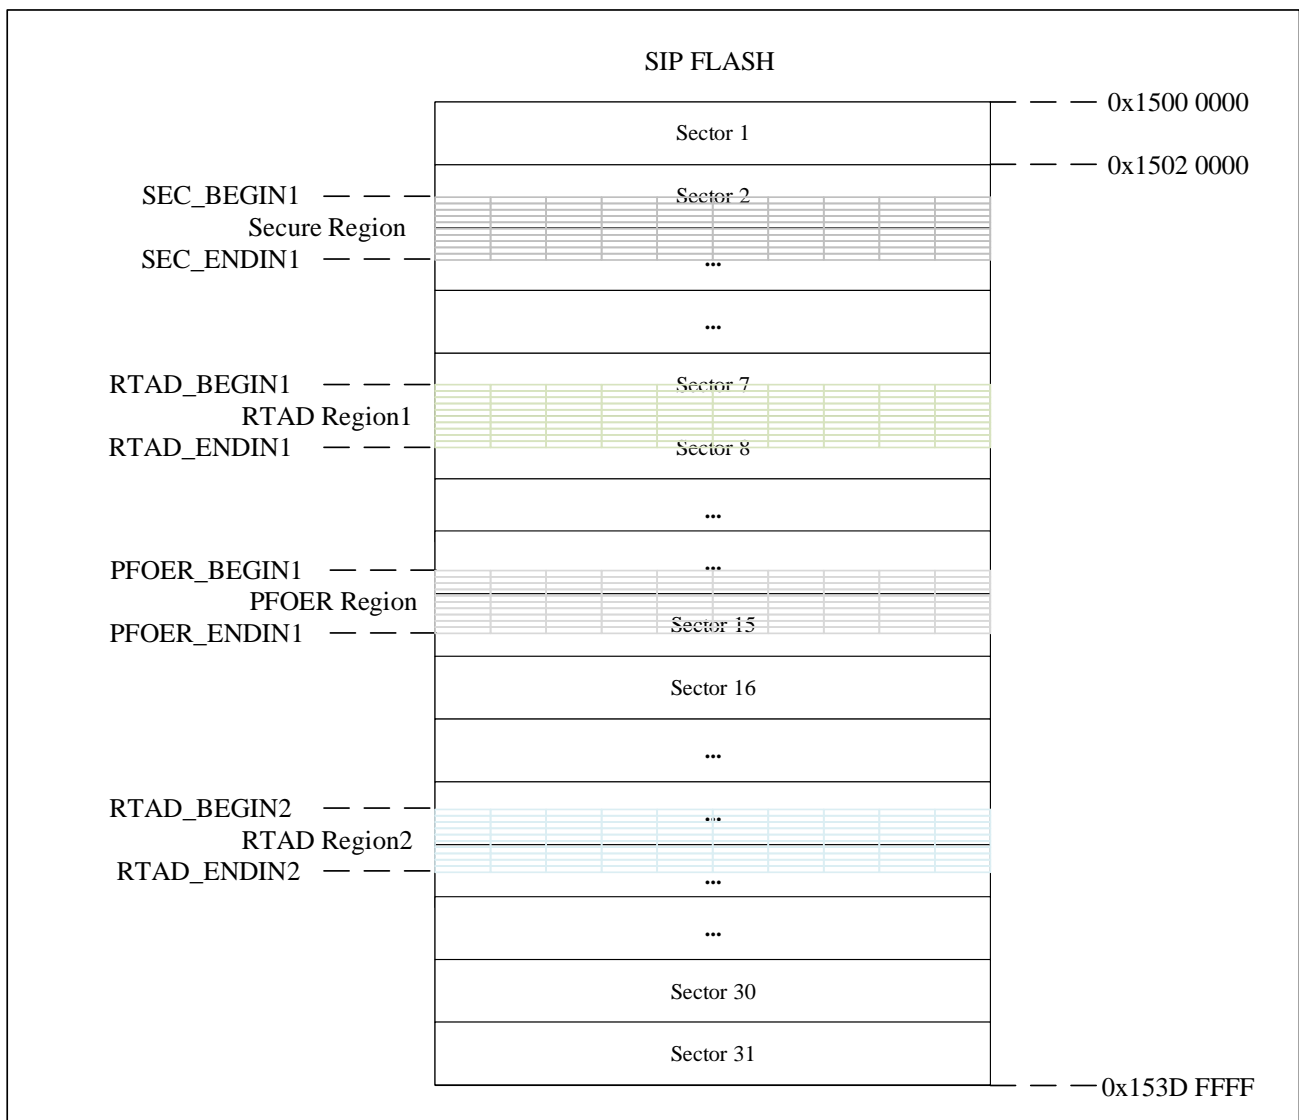 SIP FLASH
0x1500 0000
Sector 1
0x1502 0000
Sector 2
SEC_BEGIN1
Secure Region
SEC_ENDIN1
...
...
Sector 7
RTAD_BEGIN1
RTAD Region1
RTAD_ENDIN1
Sector 8
...
...
PFOER_BEGIN1
PFOER Region
Sector 15
PFOER_ENDIN1
Sector 16
...
RTAD_BEGIN2
...
RTAD Region2
RTAD_ENDIN2
...
...
Sector 30
Sector 31
0x153D FFFF